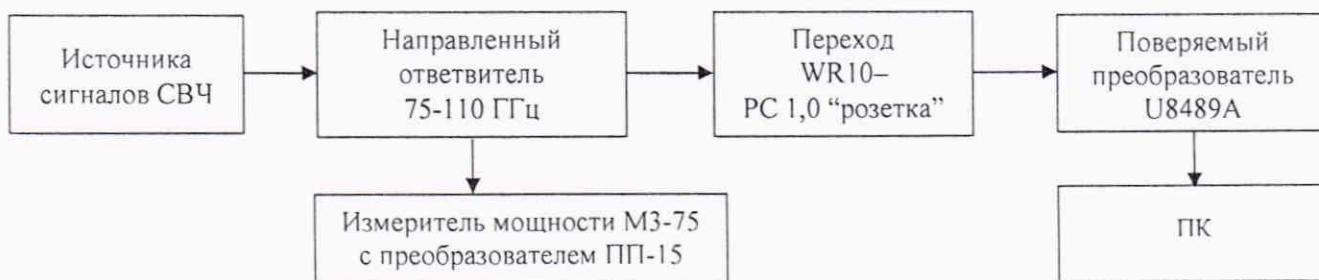 Источника
сигналов СВЧ
Направленный
ответвитель
75-110 ГГц
Переход
WR10–
РС 1,0 “розетка”
Поверяемый
преобразователь
U8489A
Измеритель мощности М3-75
с преобразователем ПП-15
ПК